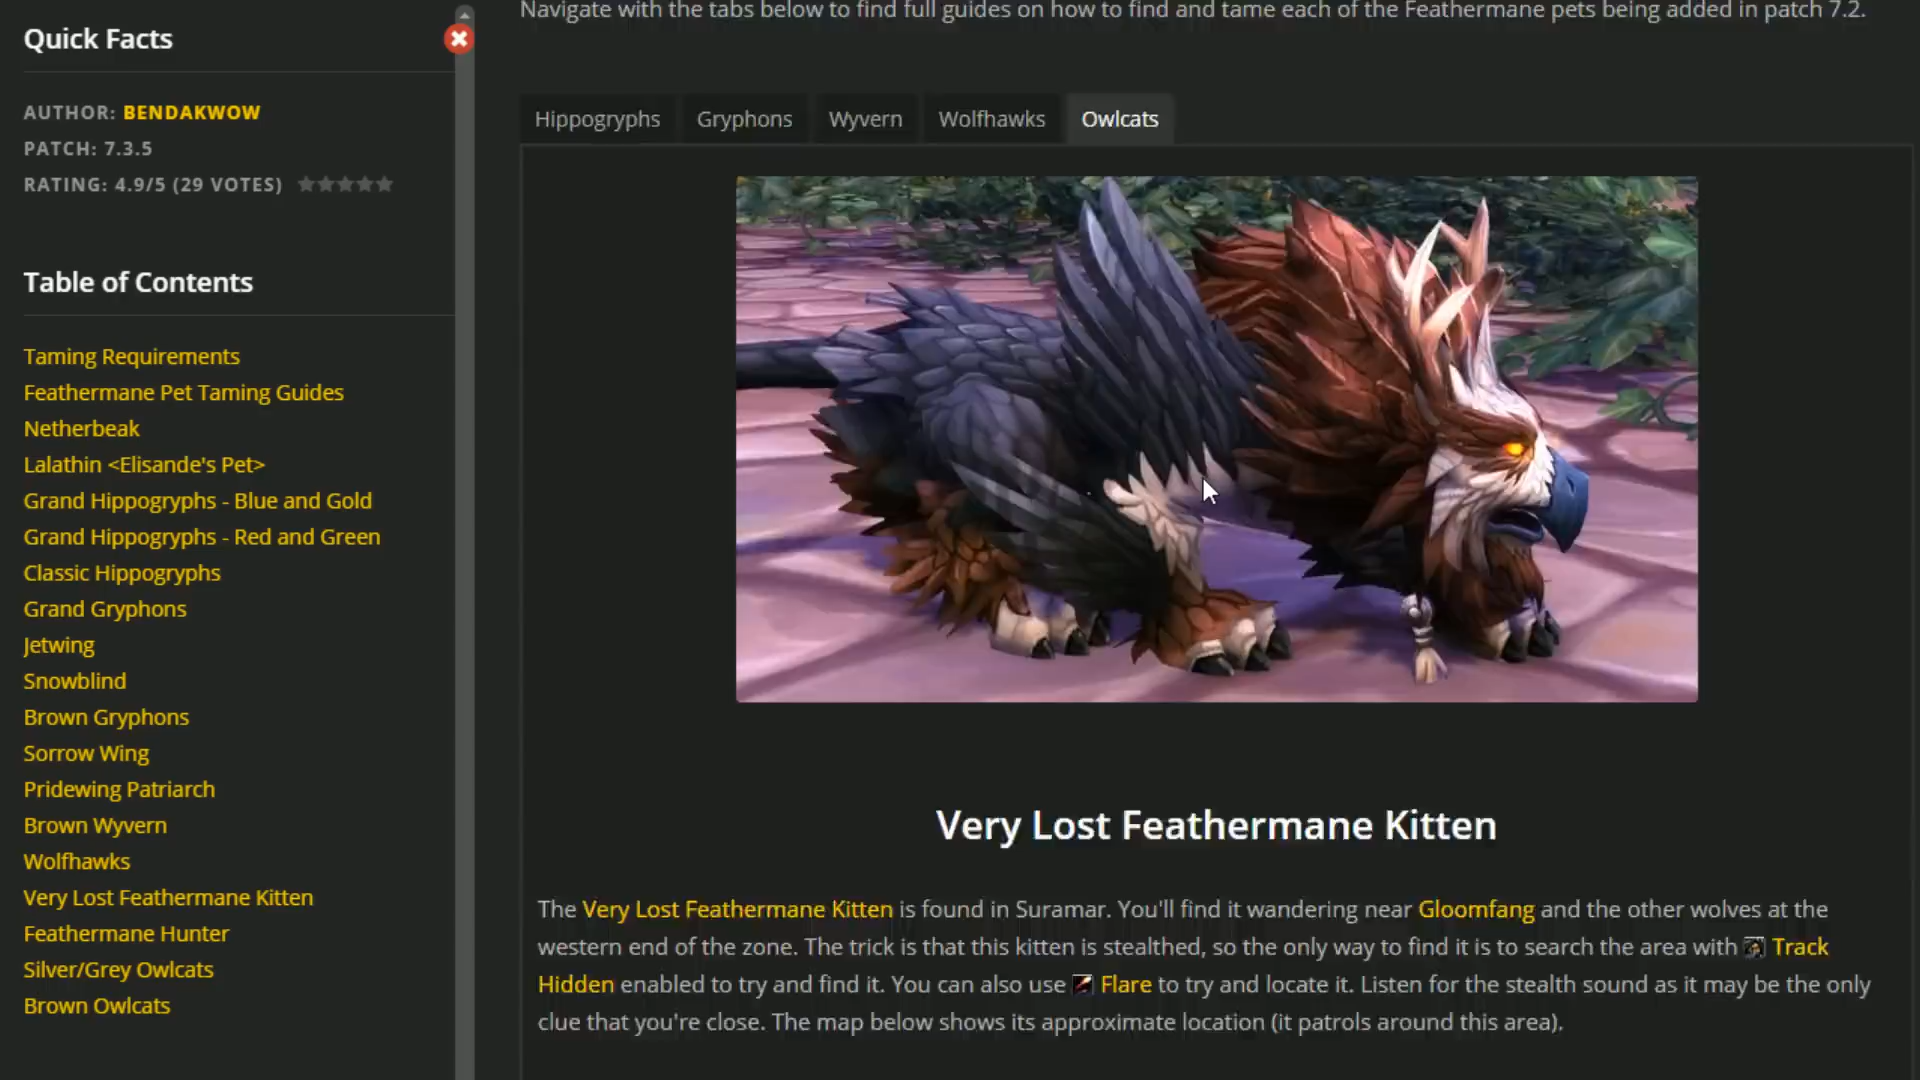 Quick Facts
AUTHOR: BENDAKWOW
PATCH: 7.3.5
RATING: 4.9/5 (29 VOTES)
Table of Contents
Taming Requirements
Feathermane Pet Taming Guides
Netherbeak
Lalathin <Elisande's Pet>
Grand Hippogryphs - Blue and Gold
Grand Hippogryphs - Red and Green
Classic Hippogryphs
Grand Gryphons
Jetwing
Snowblind
Brown Gryphons
Sorrow Wing
Pridewing Patriarch
Brown Wyvern
Wolfhawks
Very Lost Feathermane Kitten
Feathermane Hunter
Silver/Grey Owlcats
Brown Owlcats
Navigate with the tabs below to find full guides on how to find and tame each of the Feathermane pets being added in patch 7.2.
Hippogryphs Gryphons Wyvern Wolfhawks Owlcats
Very Lost Feathermane Kitten
The Very Lost Feathermane Kitten is found in Suramar. You'll find it wandering near Gloomfang and the other wolves at the
western end of the zone. The trick is that this kitten is stealthed, so the only way to find it is to search the area with Track
Hidden enabled to try and find it. You can also use Flare to try and locate it. Listen for the stealth sound as it may be the only
clue that you're close. The map below shows its approximate location (it patrols around this area).